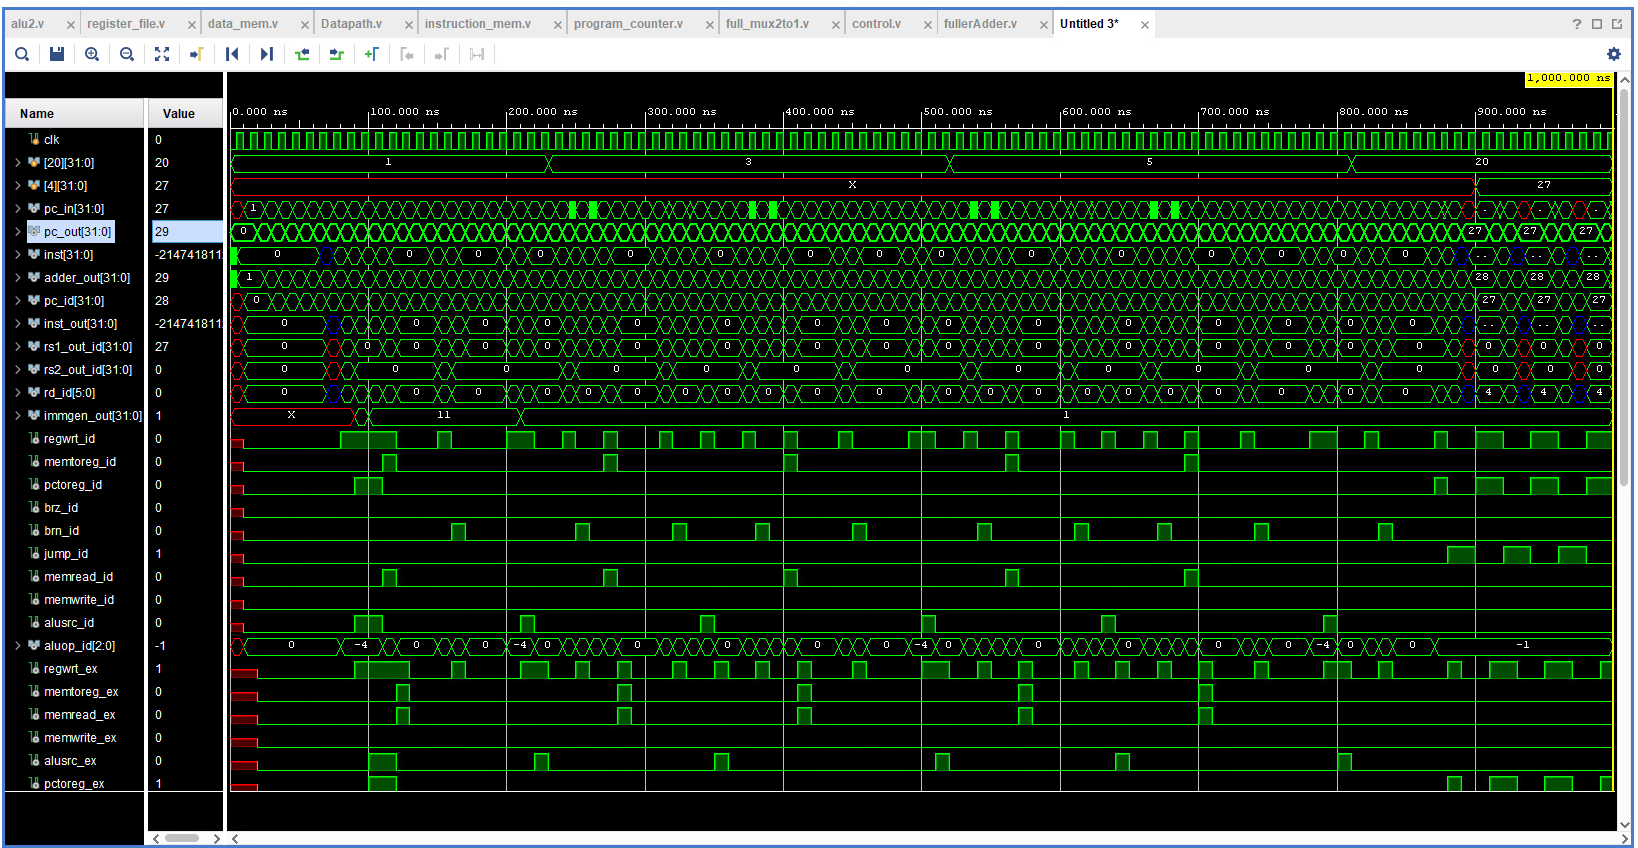 alu2.v × register_file.v × data_mem.v × Datapath.v × instruction_mem.v × program_counter.v × full_mux2to1.v × control.v × fullerAdder.v × Untitled 3* ×
1,000.000 ns
Name Value 0.000 ns 100.000 ns 200.000 ns 300.000 ns 400.000 ns 500.000 ns 600.000 ns 700.000 ns 800.000 ns 900.000 ns
clk 0
[20][31:0] 20 1 3 5 20
[4][31:0] 27 X 27
pc_in[31:0] 27 1
pc_out[31:0] 29 0 27 27 27
inst[31:0] -214741811 0 0 0 0 0 0 0 0 0 0 0 0 0 0 0 .. .. ..
adder_out[31:0] 29 1 28 28 28
pc_id[31:0] 28 0 27 27 27
inst_out[31:0] -21474181 0 0 0 0 0 0 0 0 0 0 0 0 0 0 0 .. .. ..
rs1_out_id[31:0] 27 0 0 0 0 0 0 0 0 0 0 0 0 0 0 0 0 0 0
rs2_out_id[31:0] 0 0 0 0 0 0 0 0 0 0 0 0
rd_id[5:0] 0 0 0 0 0 0 0 0 0 0 0 0 0 0 0 0 0 0 0 0 4 4 4
immgen_out[31:0] 1 X 11 1
regwrt_id 0
memtoreg_id 0
pctoreg_id 0
brz_id 0
brn_id 0
jump_id 1
memread_id 0
memwrite_id 0
alusrc_id 0
aluop_id[2:0] -1 0 -4 0 0 -4 0 0 0 0 0 -4 0 0 0 0 0 -4 0 0 -1
regwrt_ex 1
memtoreg_ex 0
memread_ex 0
memwrite_ex 0
alusrc_ex 0
pctoreg_ex 1